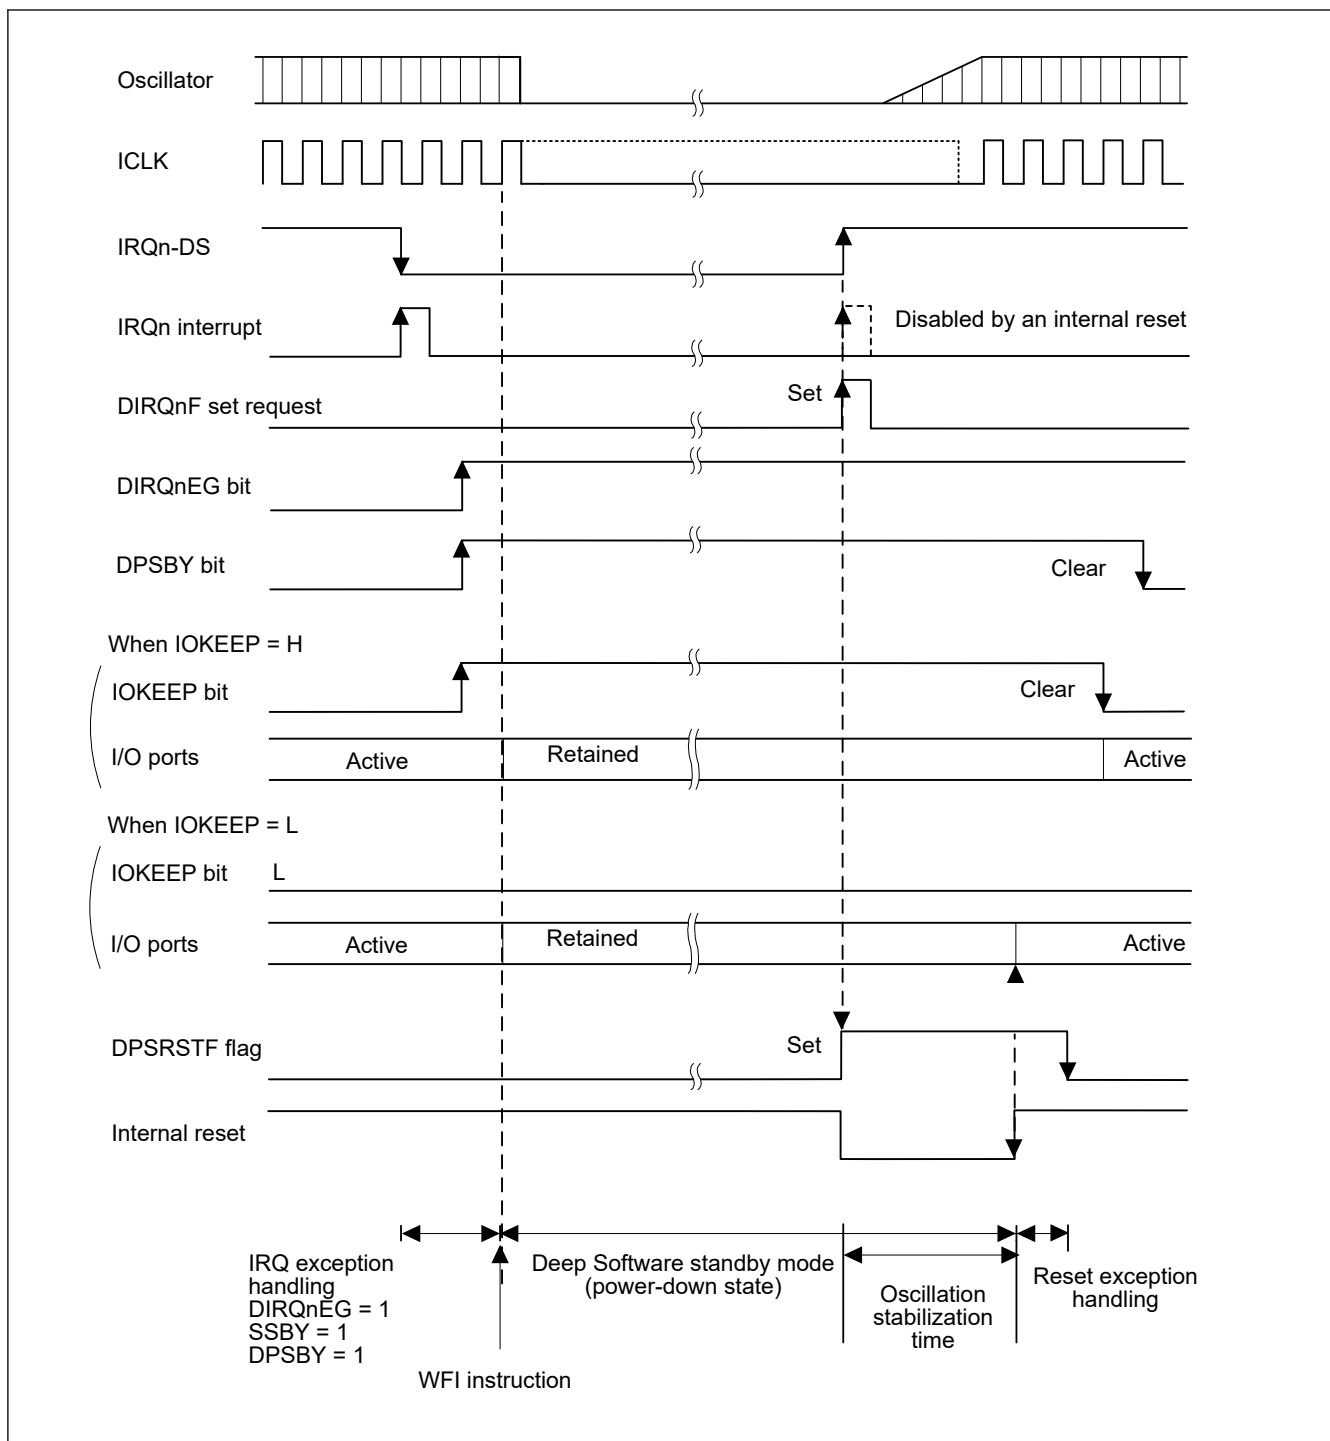 Oscillator
ICLK
IRQn-DS
IRQn interrupt
Disabled by an internal reset
DIRQnF set request
Set
DIRQnEG bit
DPSBY bit
Clear
When IOKEEP = H
IOKEEP bit
Clear
I/O ports
Active
Retained
Active
When IOKEEP = L
IOKEEP bit
L
I/O ports
Active
Retained
Active
DPSRSTF flag
Set
Internal reset
IRQ exception
handling
DIRQnEG = 1
SSBY = 1
DPSBY = 1
WFI instruction
Deep Software standby mode
(power-down state)
Oscillation
stabilization
time
Reset exception
handling